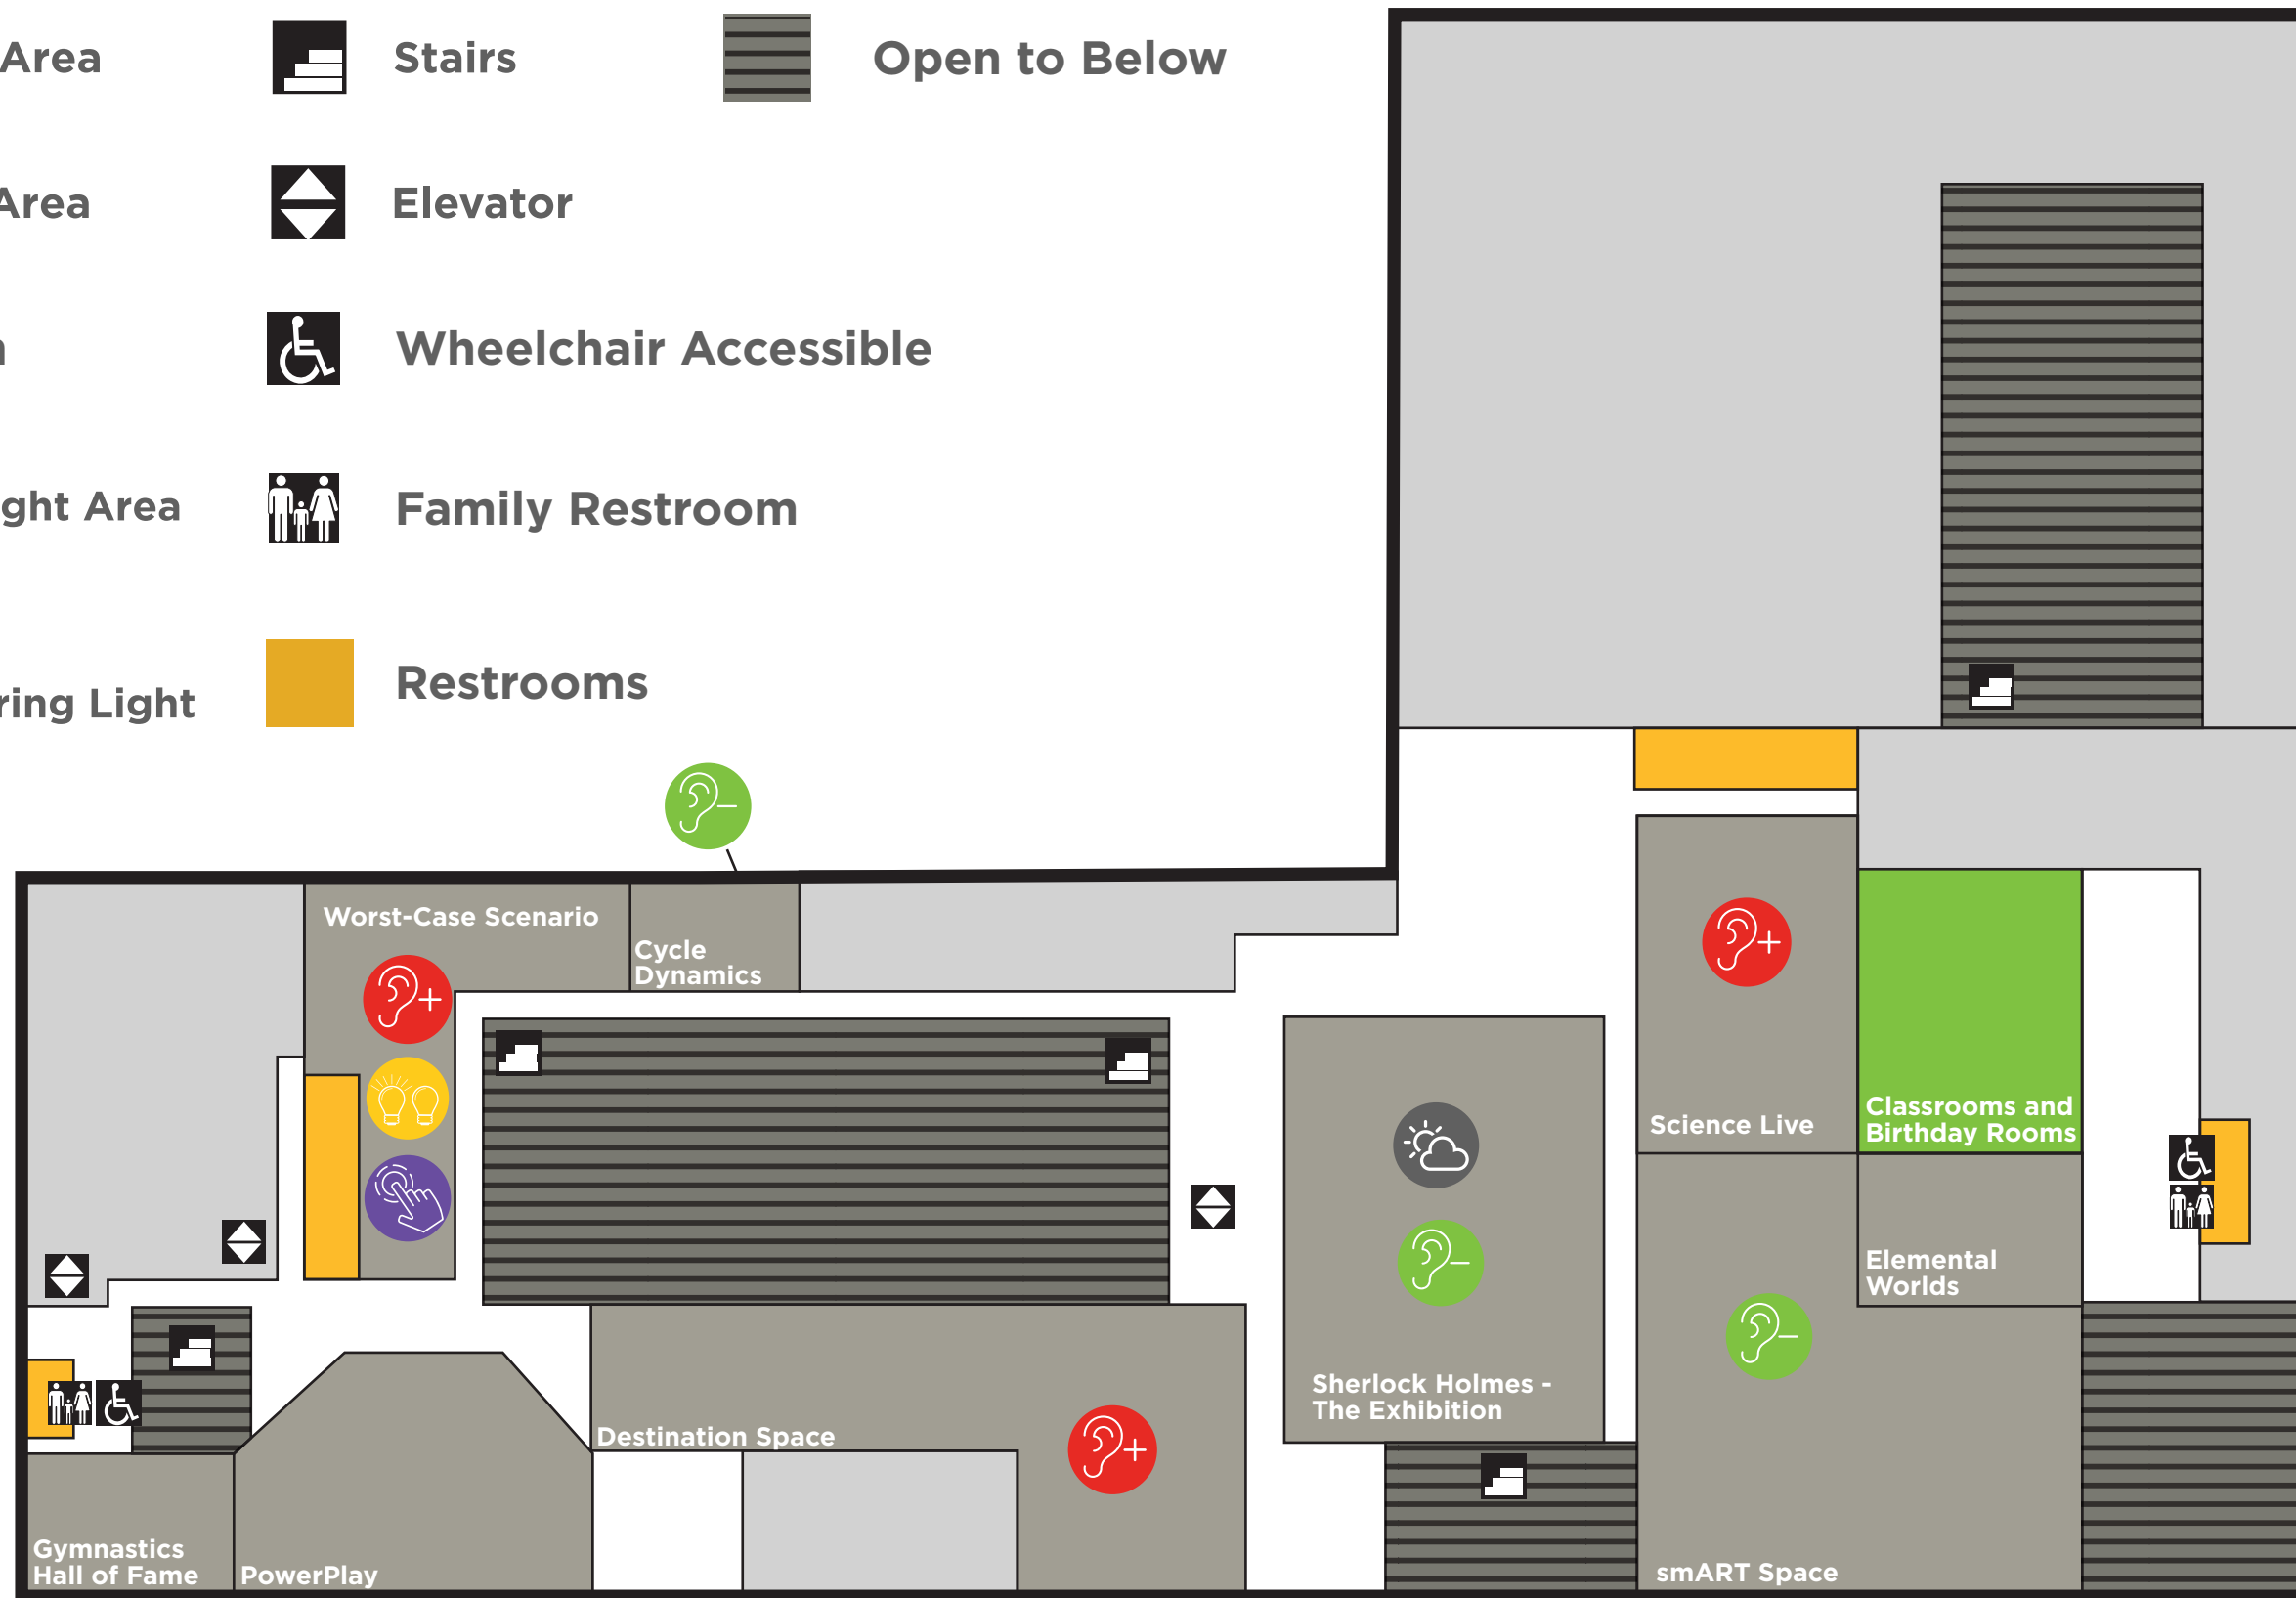 Area
Stairs
Open to Below
Area
Elevator
Wheelchair Accessible
ght Area
Family Restroom
ring Light
Restrooms
Worst-Case Scenario
Cycle
Dynamics
Science Live
Classrooms and
Birthday Rooms
Elemental
Worlds
Sherlock Holmes -
The Exhibition
Destination Space
Gymnastics
Hall of Fame
PowerPlay
smART Space